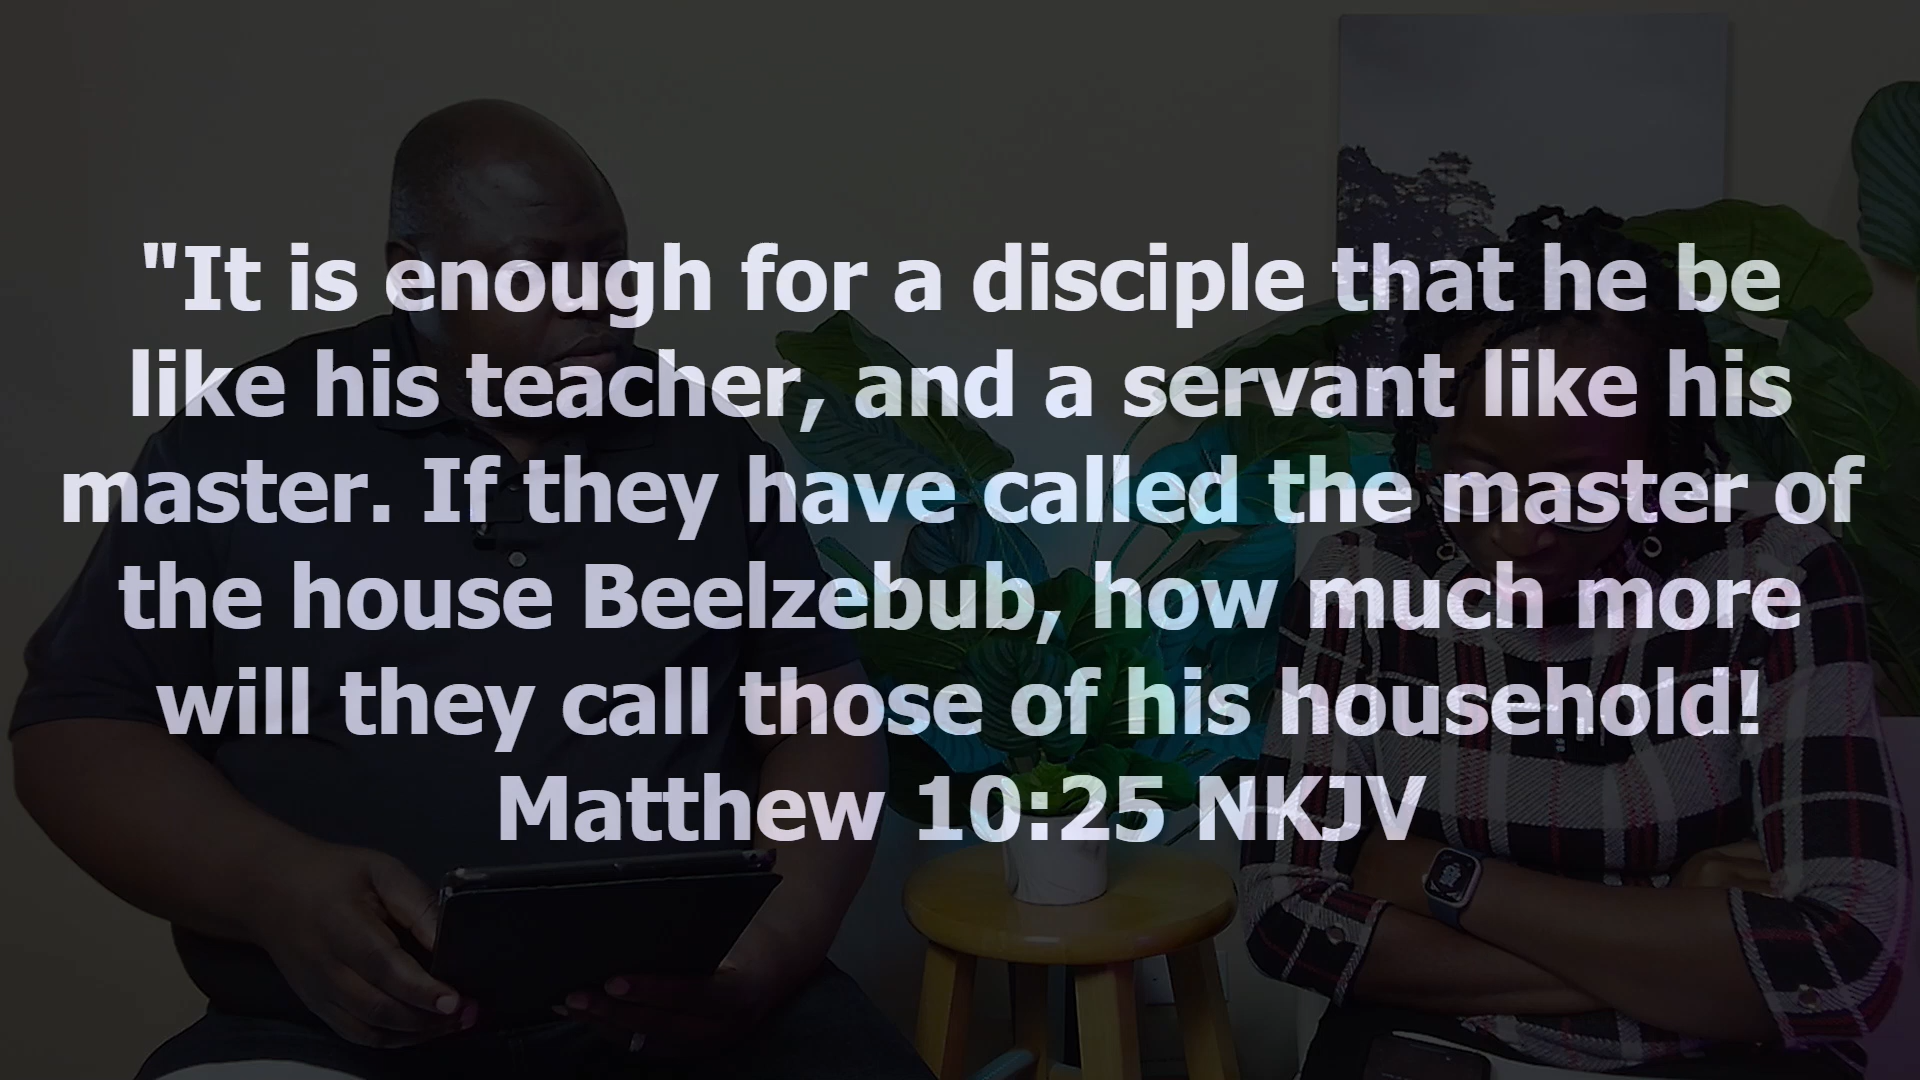 "It is enough for a disciple that he be
like his teacher, and a servant like his
master. If they have called the master of
the house Beelzebub, how much more
will they call those of his household!
Matthew 10:25 NKJV